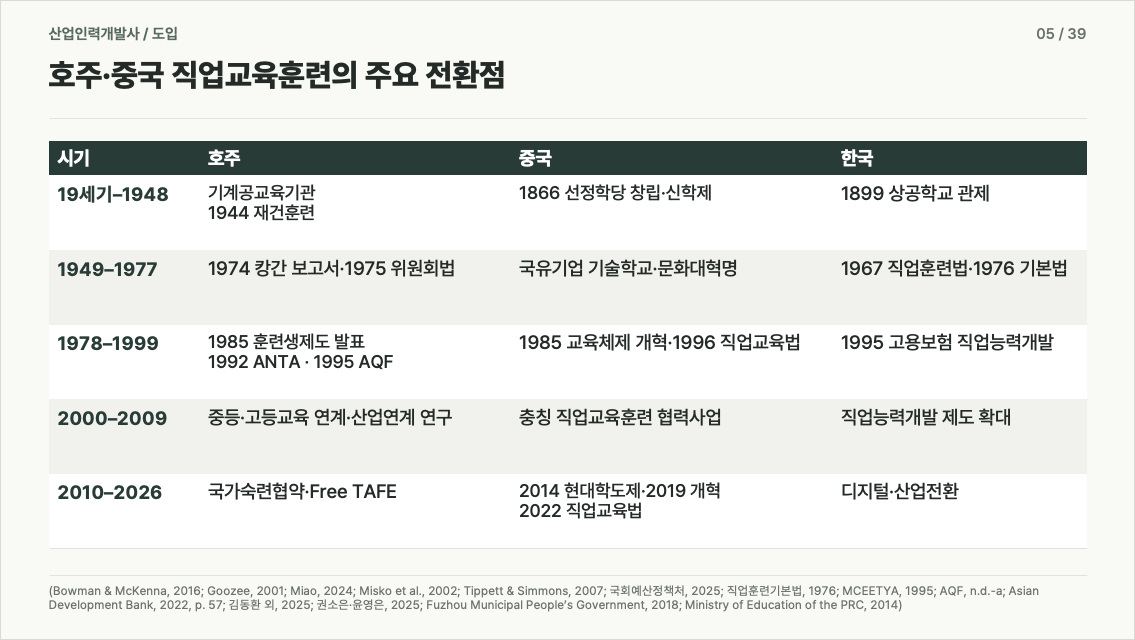 산업인력개발사 / 도입
05 / 39
호주·중국 직업교육훈련의 주요 전환점
시기 호주 중국 한국
19세기–1948 기계공교육기관 1866 선정학당 창립·신학제 1899 상공학교 관제
1944 재건훈련
1949–1977 1974 캉간 보고서·1975 위원회법 국유기업 기술학교·문화대혁명 1967 직업훈련법·1976 기본법
1978–1999 1985 훈련생제도 발표 1985 교육체제 개혁·1996 직업교육법 1995 고용보험 직업능력개발
1992 ANTA · 1995 AQF
2000–2009 중등·고등교육 연계·산업연계 연구 충칭 직업교육훈련 협력사업 직업능력개발 제도 확대
2010–2026 국가숙련협약·Free TAFE 2014 현대학도제·2019 개혁 디지털·산업전환
2022 직업교육법
(Bowman & McKenna, 2016; Goozee, 2001; Miao, 2024; Misko et al., 2002; Tippett & Simmons, 2007; 국회예산정책처, 2025; 직업훈련기본법, 1976; MCEETYA, 1995; AQF, n.d.-a; Asian
Development Bank, 2022, p. 57; 김동환 외, 2025; 권소은·윤영은, 2025; Fuzhou Municipal People's Government, 2018; Ministry of Education of the PRC, 2014)